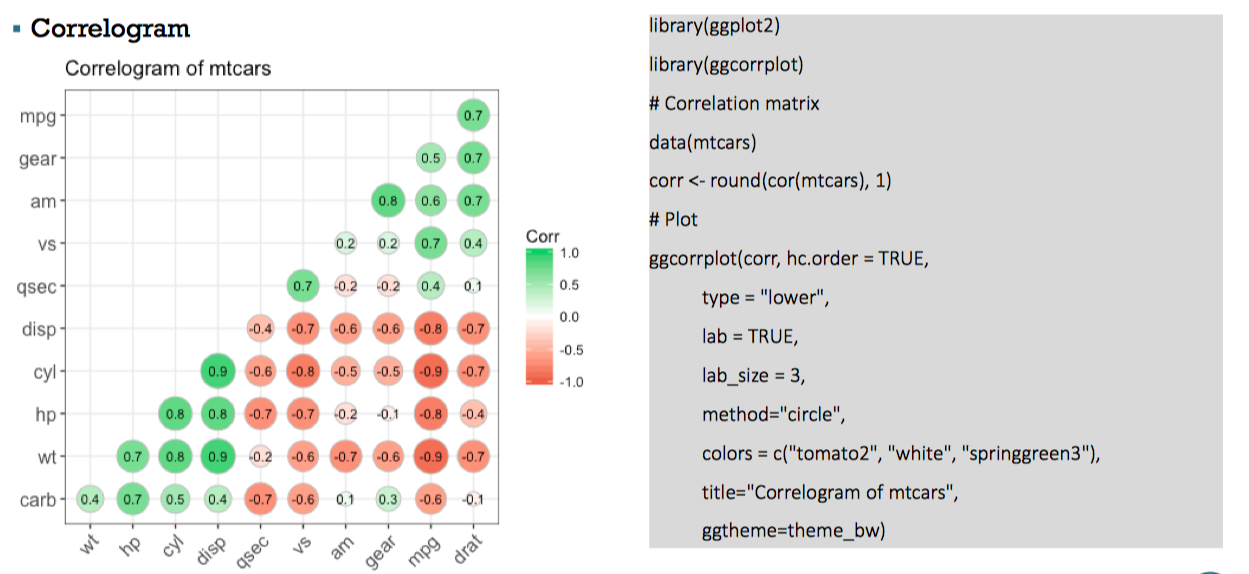 ▪ Correlogram
Correlogram of mtcars
mpg 0.7
gear 0.5 0.7
am 0.8 0.6 0.7
vs 0.2 0.2 0.7 0.4
qsec 0.7 -0.2 -0.2 0.4 0.1
disp -0.4 -0.7 -0.6 -0.6 -0.8 -0.7
cyl 0.9 -0.6 -0.8 -0.5 -0.5 -0.9 -0.7
hp 0.8 0.8 -0.7 -0.7 -0.2 -0.1 -0.8 -0.4
wt 0.7 0.8 0.9 -0.2 -0.6 -0.7 -0.6 -0.9 -0.7
carb 0.4 0.7 0.5 0.4 -0.7 -0.6 0.1 0.3 -0.6 -0.1
wt hp cyl disp qsec vs am gear mpg drat
Corr
1.0
0.5
0.0
-0.5
-1.0
library(ggplot2)
library(ggcorrplot)
# Correlation matrix
data(mtcars)
corr <- round(cor(mtcars), 1)
# Plot
ggcorrplot(corr, hc.order = TRUE,
type = "lower",
lab = TRUE,
lab_size = 3,
method="circle",
colors = c("tomato2", "white", "springgreen3"),
title="Correlogram of mtcars",
ggtheme=theme_bw)